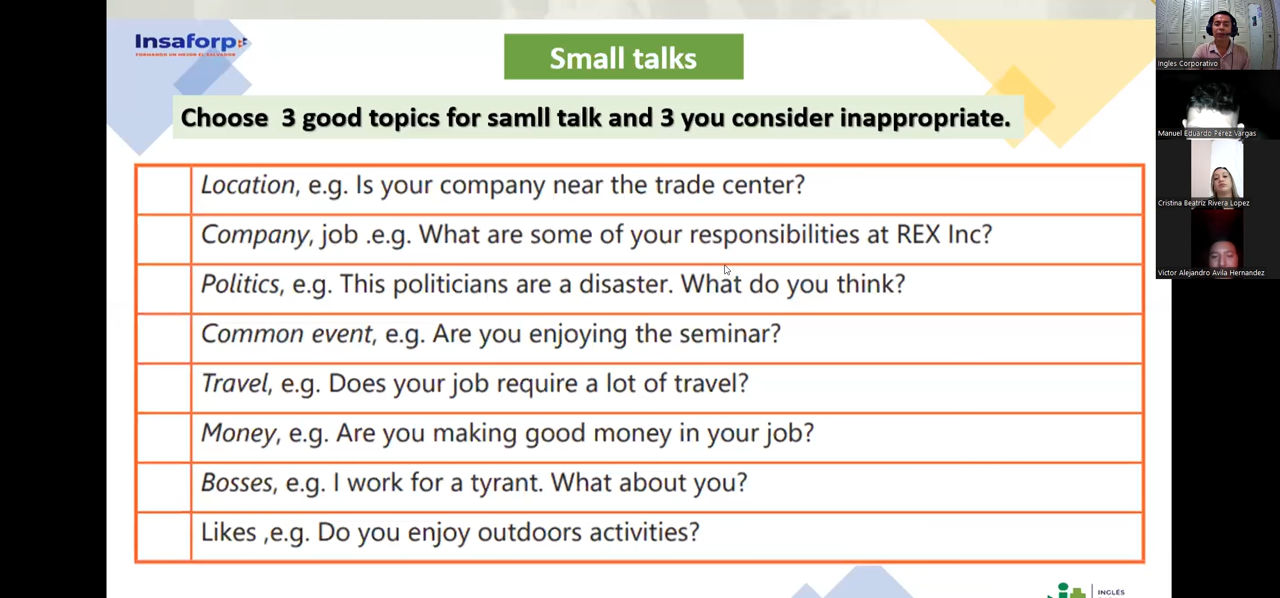 Insaforp
FORMANDO UN MEJOR EL SALVADOR
Small talks
Choose 3 good topics for samll talk and 3 you consider inappropriate.
Location, e.g. Is your company near the trade center?
Company, job .e.g. What are some of your responsibilities at REX Inc?
Politics, e.g. This politicians are a disaster. What do you think?
Common event, e.g. Are you enjoying the seminar?
Travel, e.g. Does your job require a lot of travel?
Money, e.g. Are you making good money in your job?
Bosses, e.g. I work for a tyrant. What about you?
Likes ,e.g. Do you enjoy outdoors activities?
INGLÉS
Ingles Corporativo
Manuel Eduardo Perez Vargas
Cristina Beatriz Rivera Lopez
Victor Alejandro Avila Hernandez